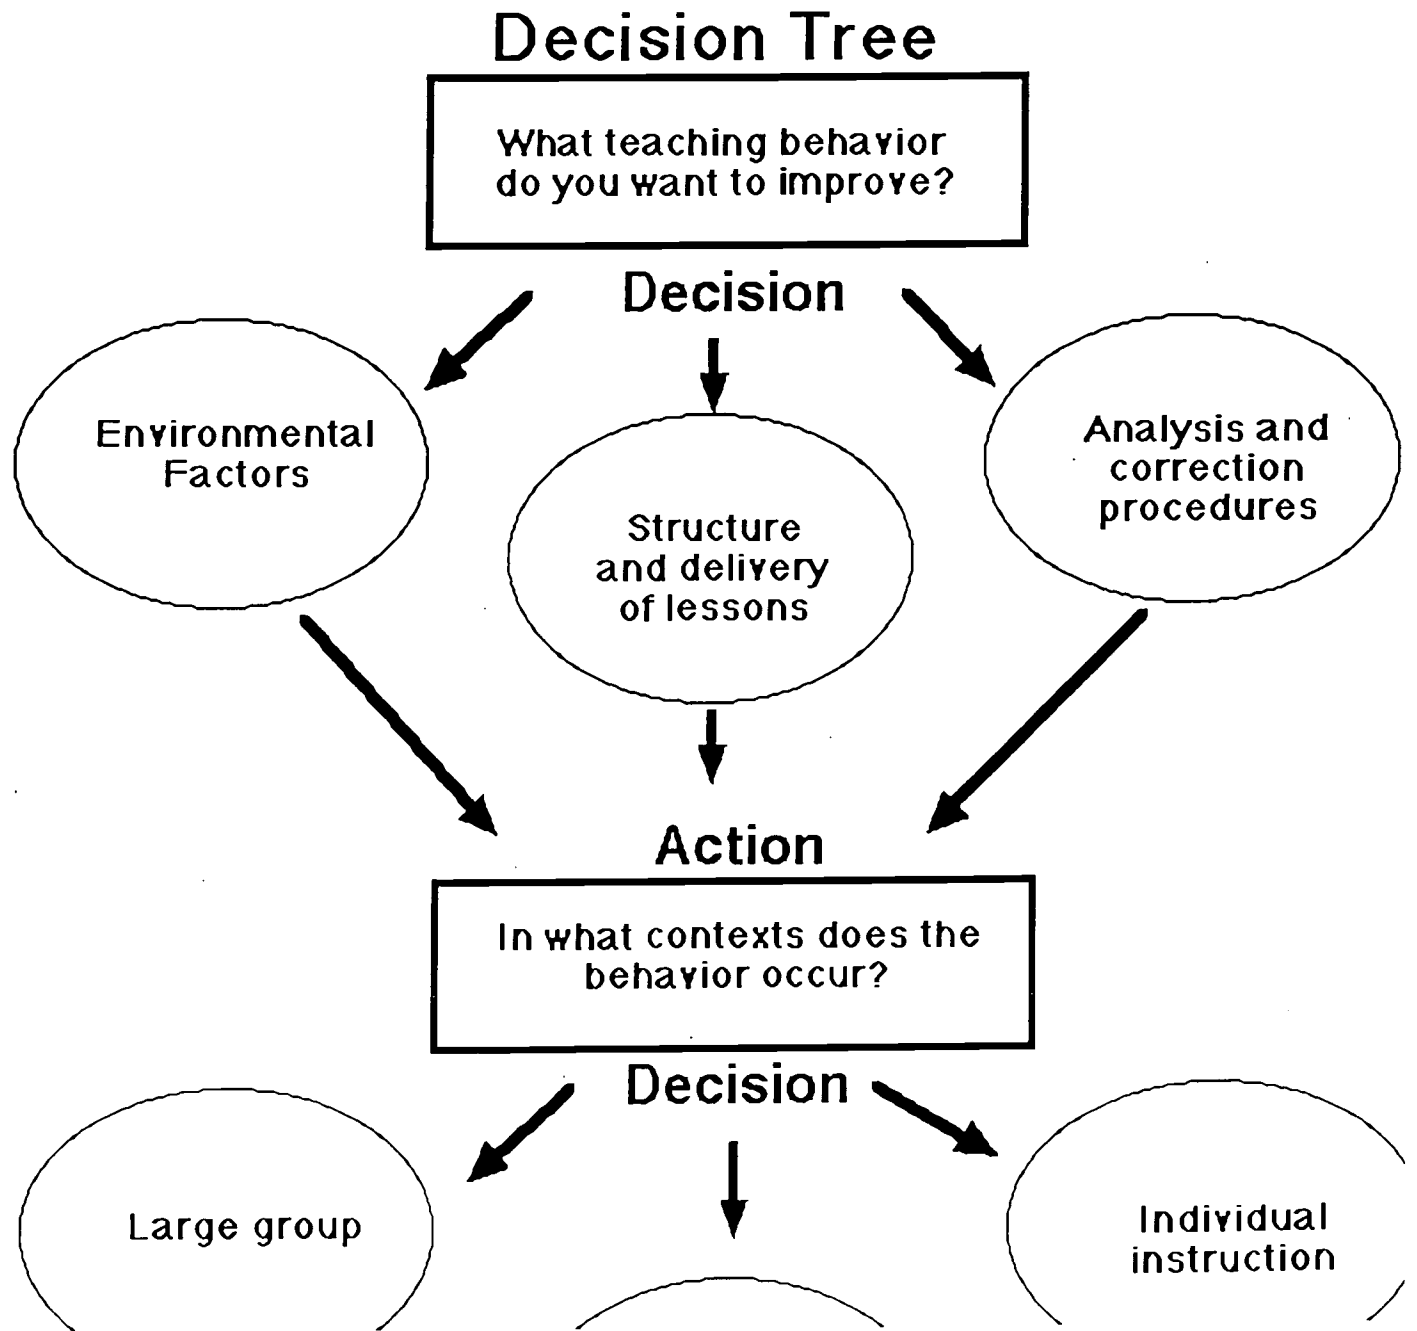 Decision Tree
What teaching behavior
do you want to improve?
Decision
Environmental
Factors
Structure
and delivery
of lessons
Analysis and
correction
procedures
Action
In what contexts does the
behavior occur?
Decision
Large group
Individual
instruction